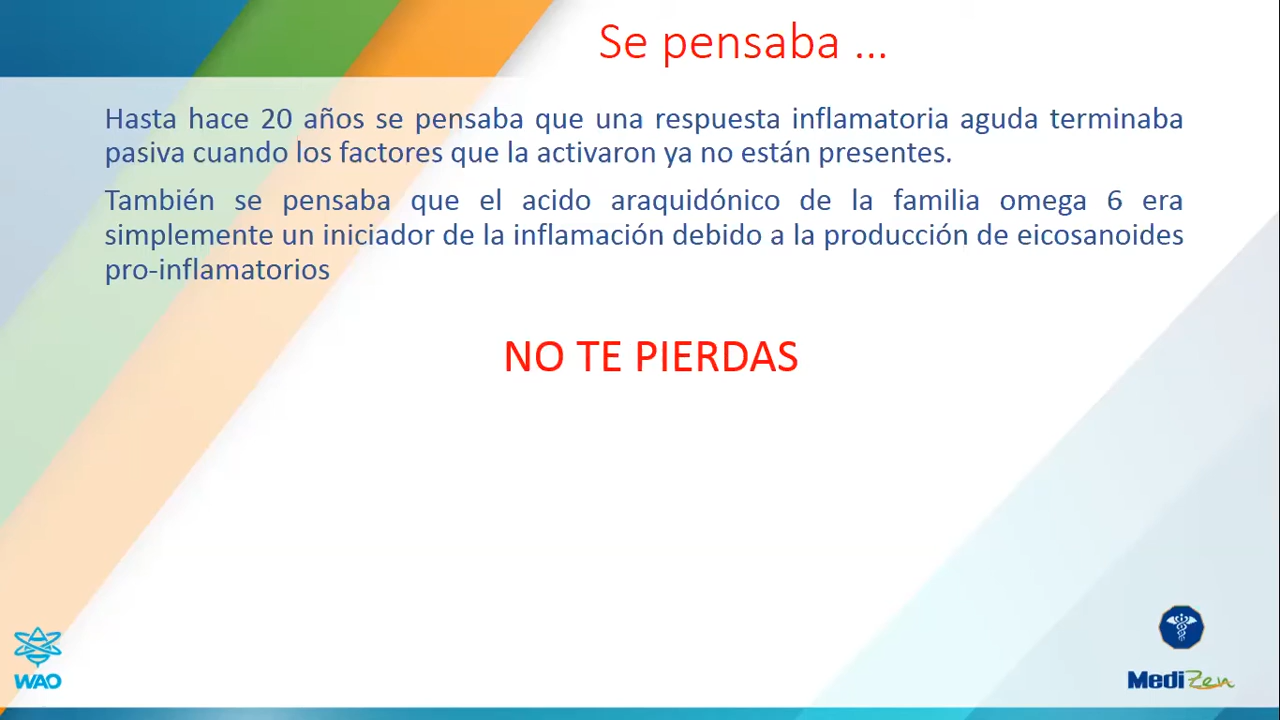 Se pensaba ...
Hasta hace 20 años se pensaba que una respuesta inflamatoria aguda terminaba
pasiva cuando los factores que la activaron ya no están presentes.
También se pensaba que el acido araquidónico de la familia omega 6 era
simplemente un iniciador de la inflamación debido a la producción de eicosanoides
pro-inflamatorios
NO TE PIERDAS
WAO
MediZen